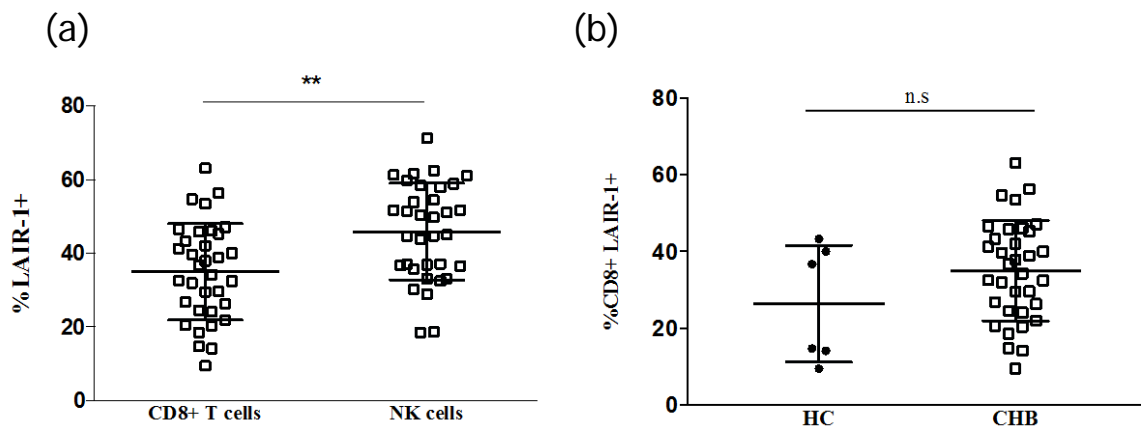 (a)
**
80
60
40
20
0
%LAIR-1+
CD8+ T cells
NK cells
(b)
n.s
80
60
40
20
0
%CD8+ LAIR-1+
HC
CHB